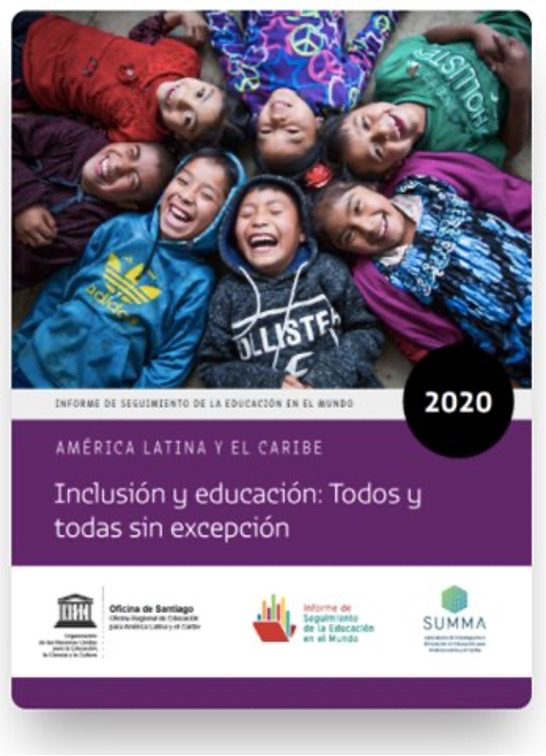 HOLLISTER
adidas
OLLISTE
INFORME DE SEGUIMIENTO DE LA EDUCACIÓN EN EL MUNDO
2020
AMÉRICA LATINA Y EL CARIBE
Inclusión y educación: Todos y
todas sin excepción
Organización
de las Naciones Unidas
para la Educación,
la Ciencia y la Cultura
Oficina de Santiago
Oficina Regional de Educación
para América Latina y el Caribe
Informe de
Seguimiento
de la Educación
en el Mundo
SUMMA